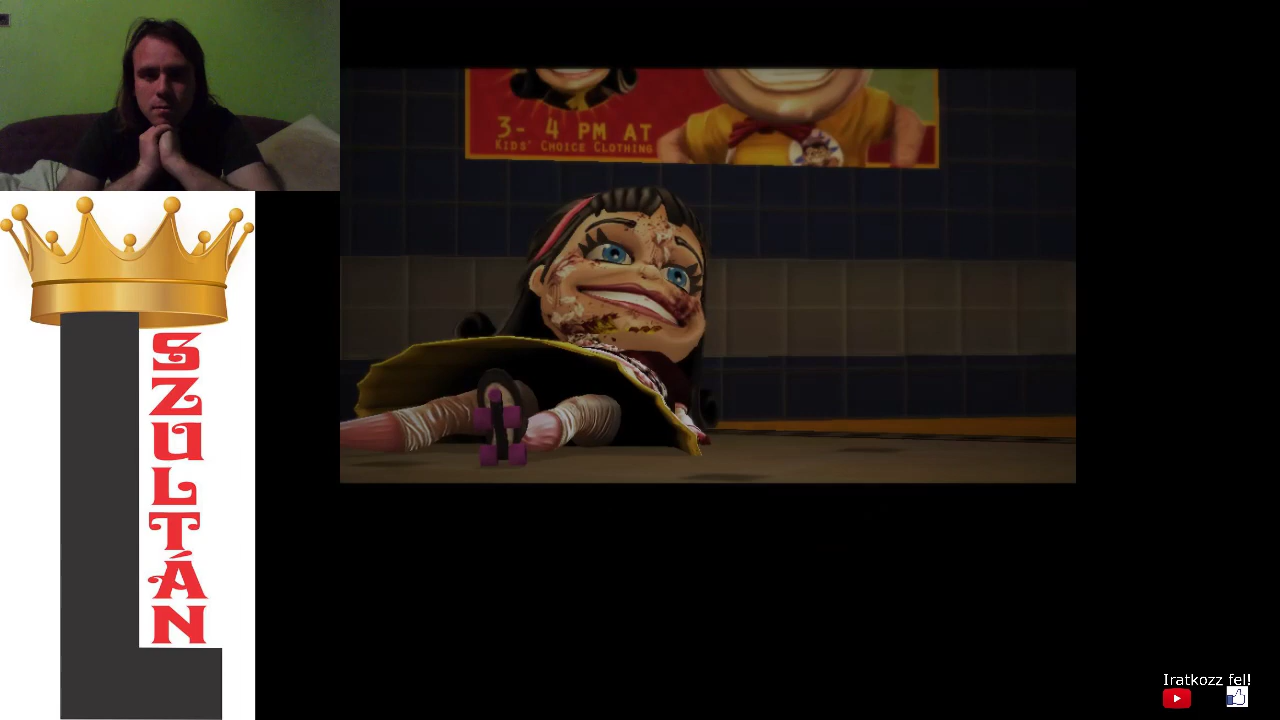 3- 4 PM AT
KIDS' CHOICE CLOTHING
L
SZULTÁN
Iratkozz fel!